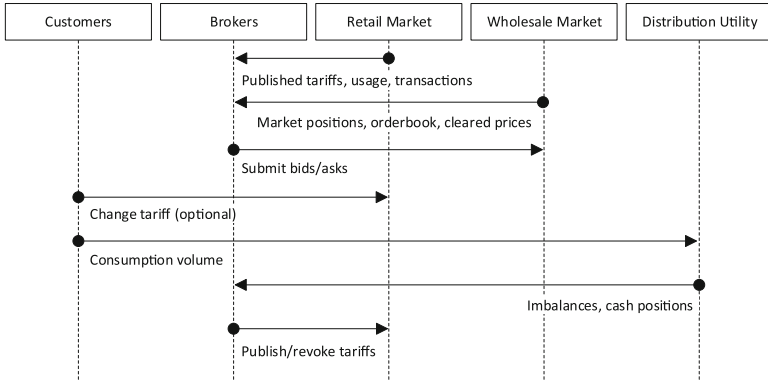 Customers
Brokers
Retail Market
Wholesale Market
Distribution Utility
Published tariffs, usage, transactions
Market positions, orderbook, cleared prices
Submit bids/asks
Change tariff (optional)
Consumption volume
Imbalances, cash positions
Publish/revoke tariffs